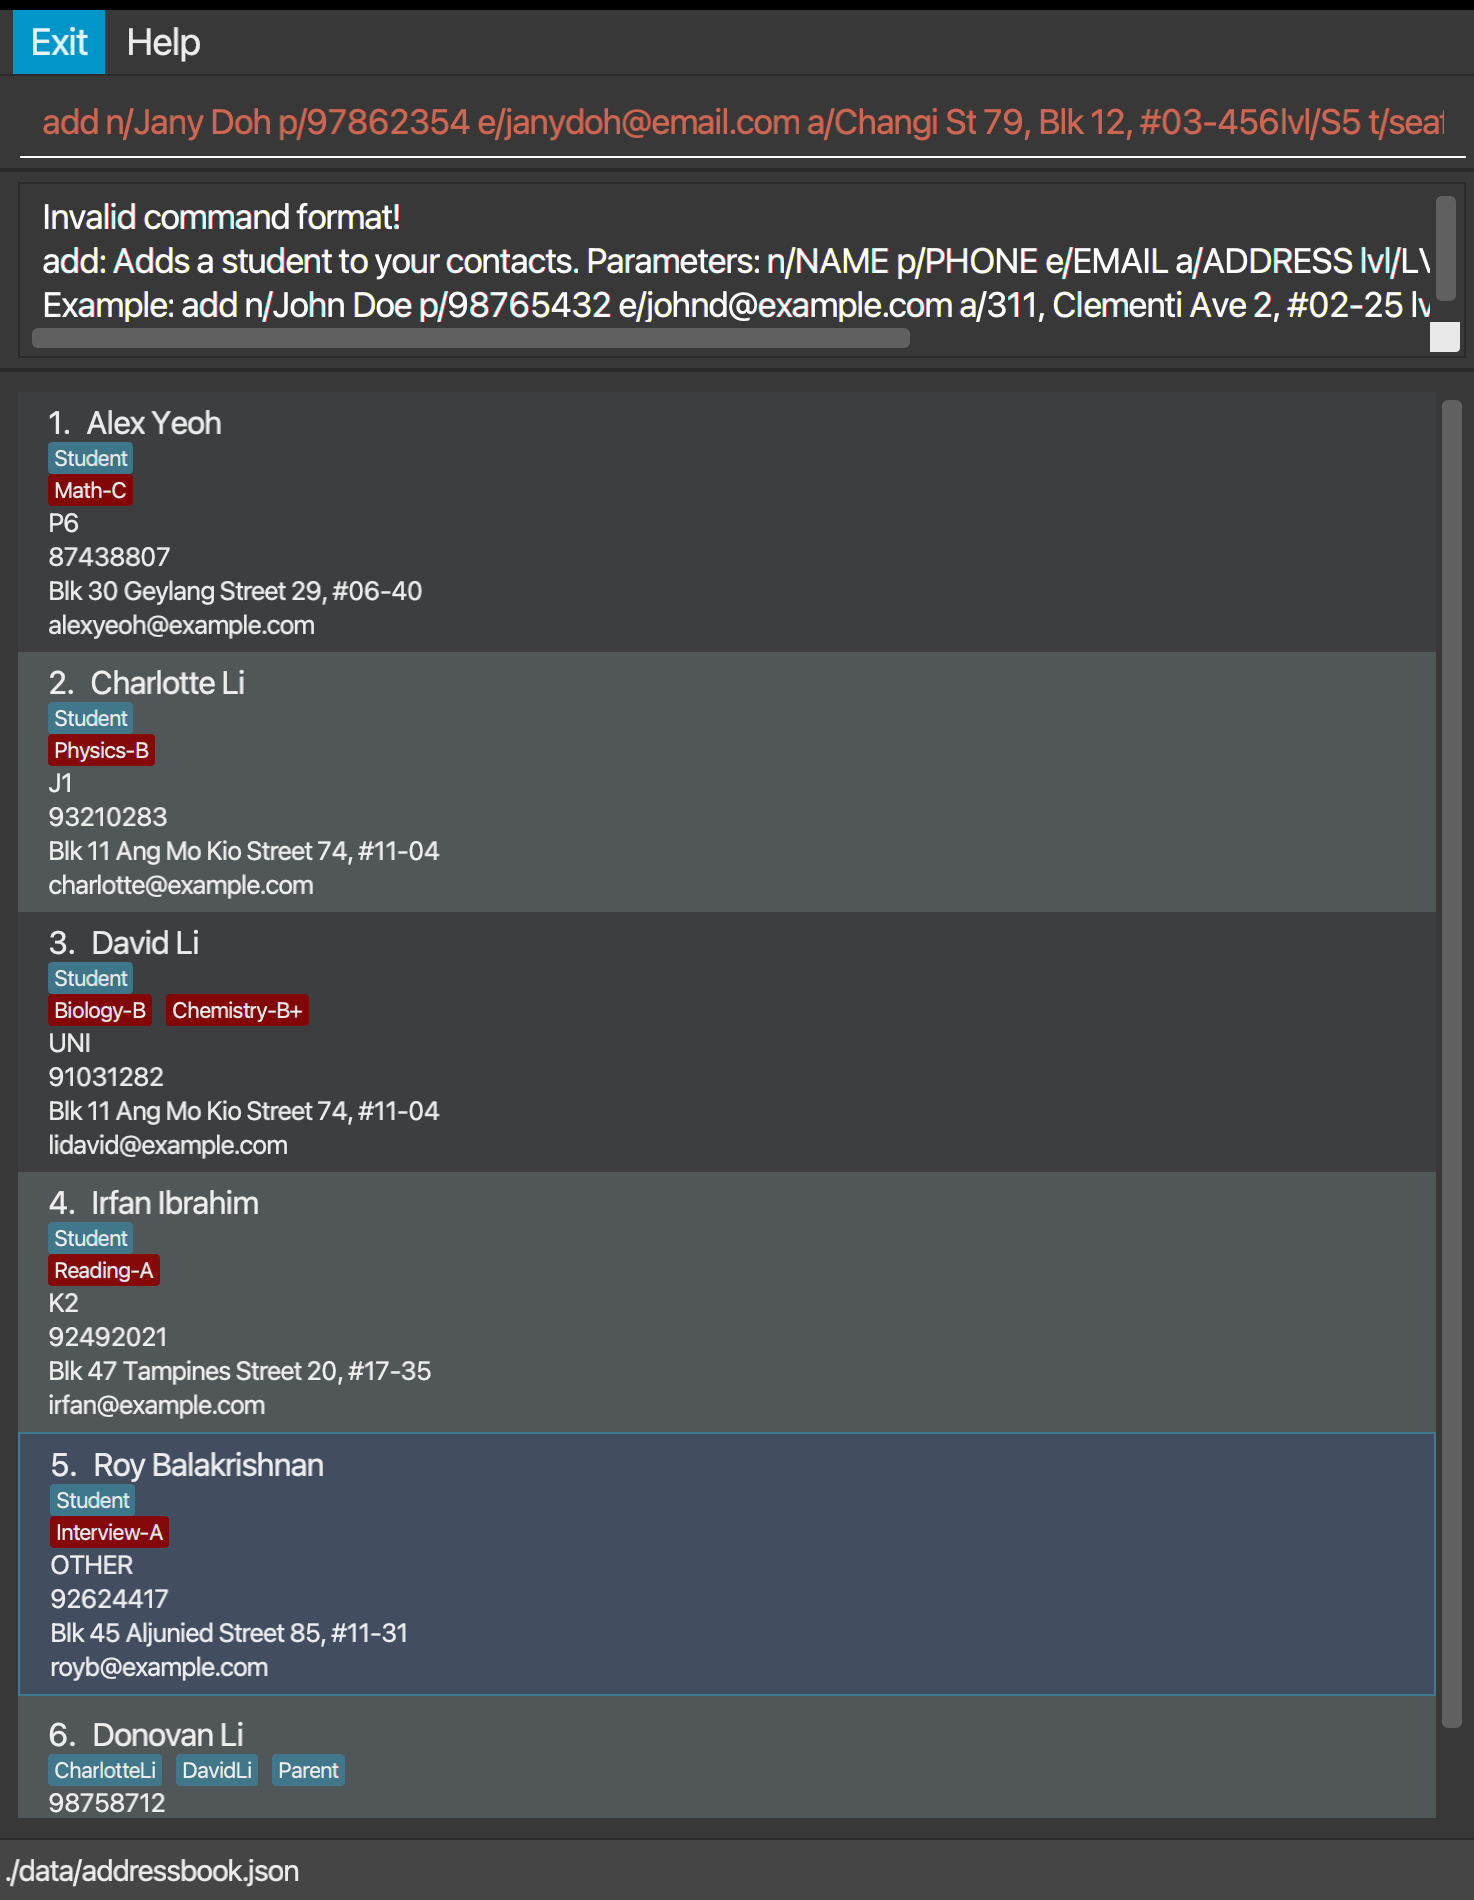 Exit Help
add n/Jany Doh p/97862354 e/janydoh@email.com a/Changi St 79, Blk 12, #03-456lvl/S5 t/seat
Invalid command format!
add: Adds a student to your contacts. Parameters: n/NAME p/PHONE e/EMAIL a/ADDRESS lvl/LV
Example: add n/John Doe p/98765432 e/johnd@example.com a/311, Clementi Ave 2, #02-25 lv
1. Alex Yeoh
Student
Math-C
P6
87438807
Blk 30 Geylang Street 29, #06-40
alexyeoh@example.com
2. Charlotte Li
Student
Physics-B
J1
93210283
Blk 11 Ang Mo Kio Street 74, #11-04
charlotte@example.com
3. David Li
Student
Biology-B Chemistry-B+
UNI
91031282
Blk 11 Ang Mo Kio Street 74, #11-04
lidavid@example.com
4. Irfan Ibrahim
Student
Reading-A
K2
92492021
Blk 47 Tampines Street 20, #17-35
irfan@example.com
5. Roy Balakrishnan
Student
Interview-A
OTHER
92624417
Blk 45 Aljunied Street 85, #11-31
royb@example.com
6. Donovan Li
CharlotteLi DavidLi Parent
98758712
./data/addressbook.json